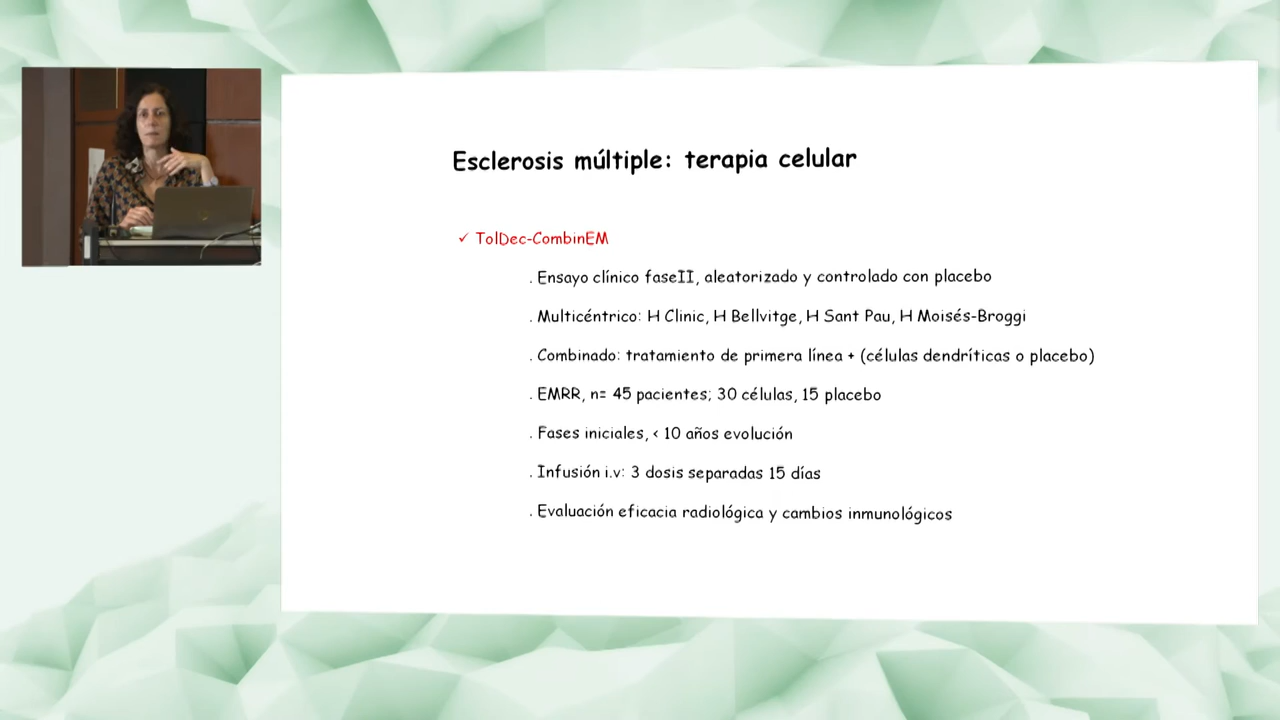 Esclerosis múltiple: terapia celular
✓ TolDec-CombinEM
. Ensayo clínico faseII, aleatorizado y controlado con placebo
. Multicéntrico: H Clinic, H Bellvitge, H Sant Pau, H Moisés-Broggi
. Combinado: tratamiento de primera línea + (células dendríticas o placebo)
. EMRR, n= 45 pacientes; 30 células, 15 placebo
. Fases iniciales, < 10 años evolución
. Infusión i.v: 3 dosis separadas 15 días
. Evaluación eficacia radiológica y cambios inmunológicos